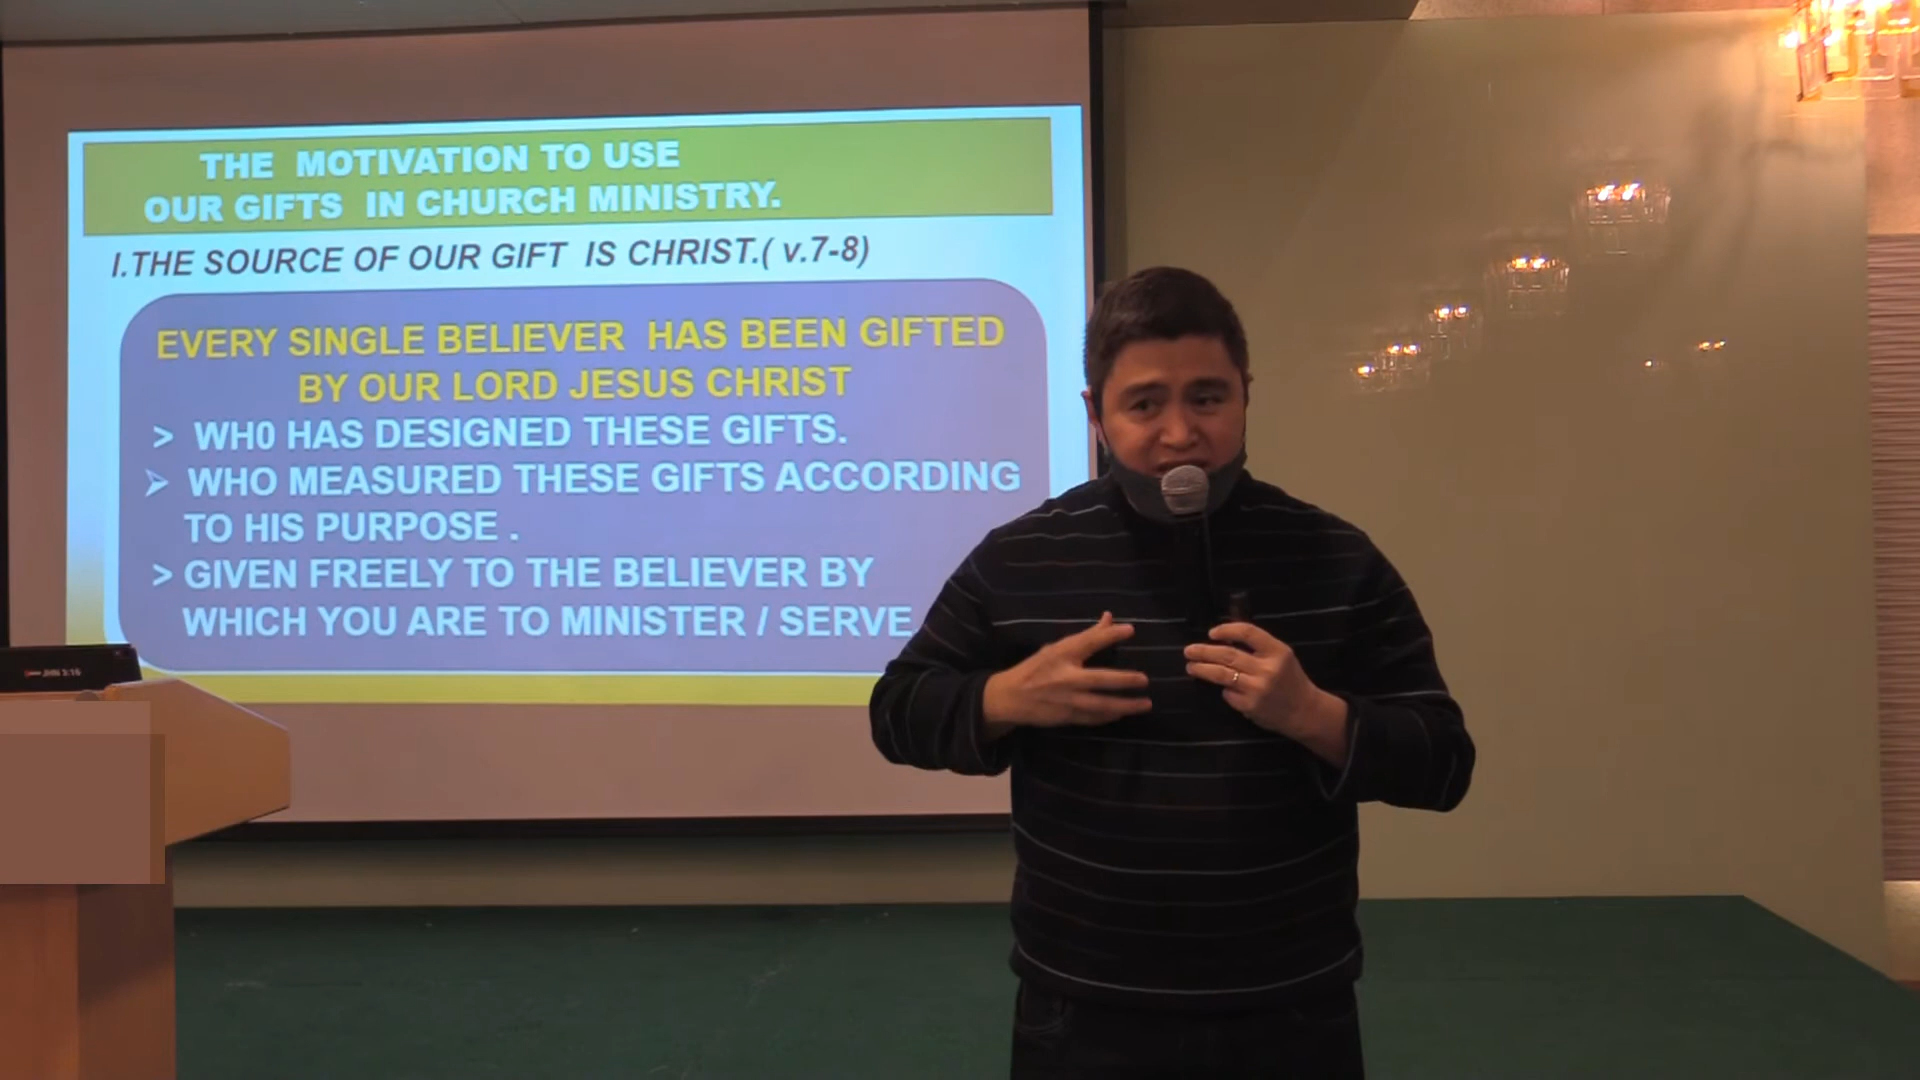 THE MOTIVATION TO USE
OUR GIFTS IN CHURCH MINISTRY.
I.THE SOURCE OF OUR GIFT IS CHRIST.( v.7-8)
EVERY SINGLE BELIEVER HAS BEEN GIFTED
BY OUR LORD JESUS CHRIST
> WH0 HAS DESIGNED THESE GIFTS.
➢ WHO MEASURED THESE GIFTS ACCORDING
TO HIS PURPOSE .
> GIVEN FREELY TO THE BELIEVER BY
WHICH YOU ARE TO MINISTER / SERVE